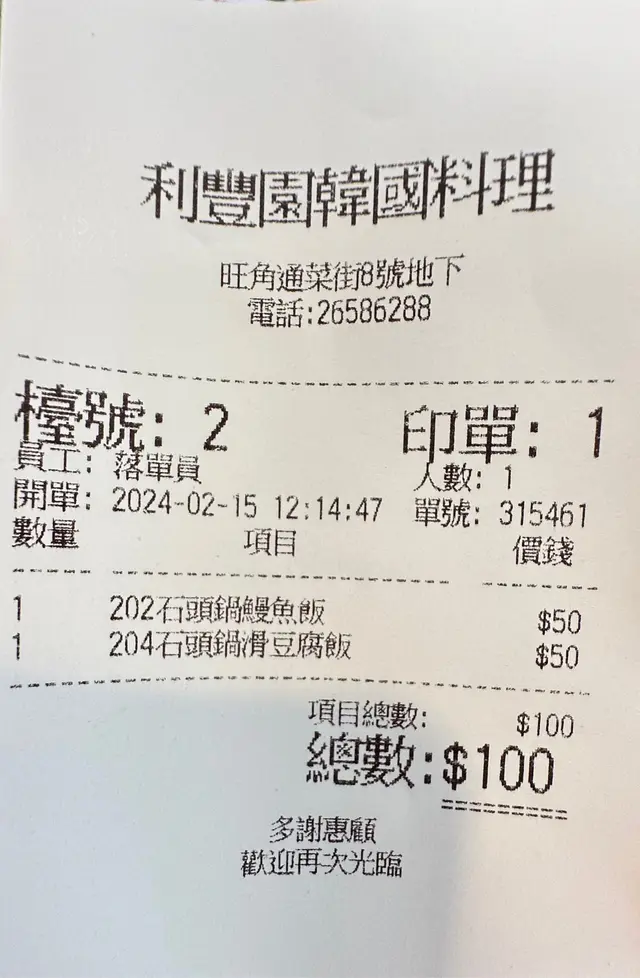 利豐園韓國料理
旺角通菜街8號地下
電話:26586288
檯號: 2 印單: 1
員工: 落單員 人數: 1
開單: 2024-02-15 12:14:47 單號: 315461
數量 項目 價錢
1 202石頭鍋鰻魚飯 $50
1 204石頭鍋滑豆腐飯 $50
項目總數: $100
總數:$100
多謝惠顧
歡迎再次光臨